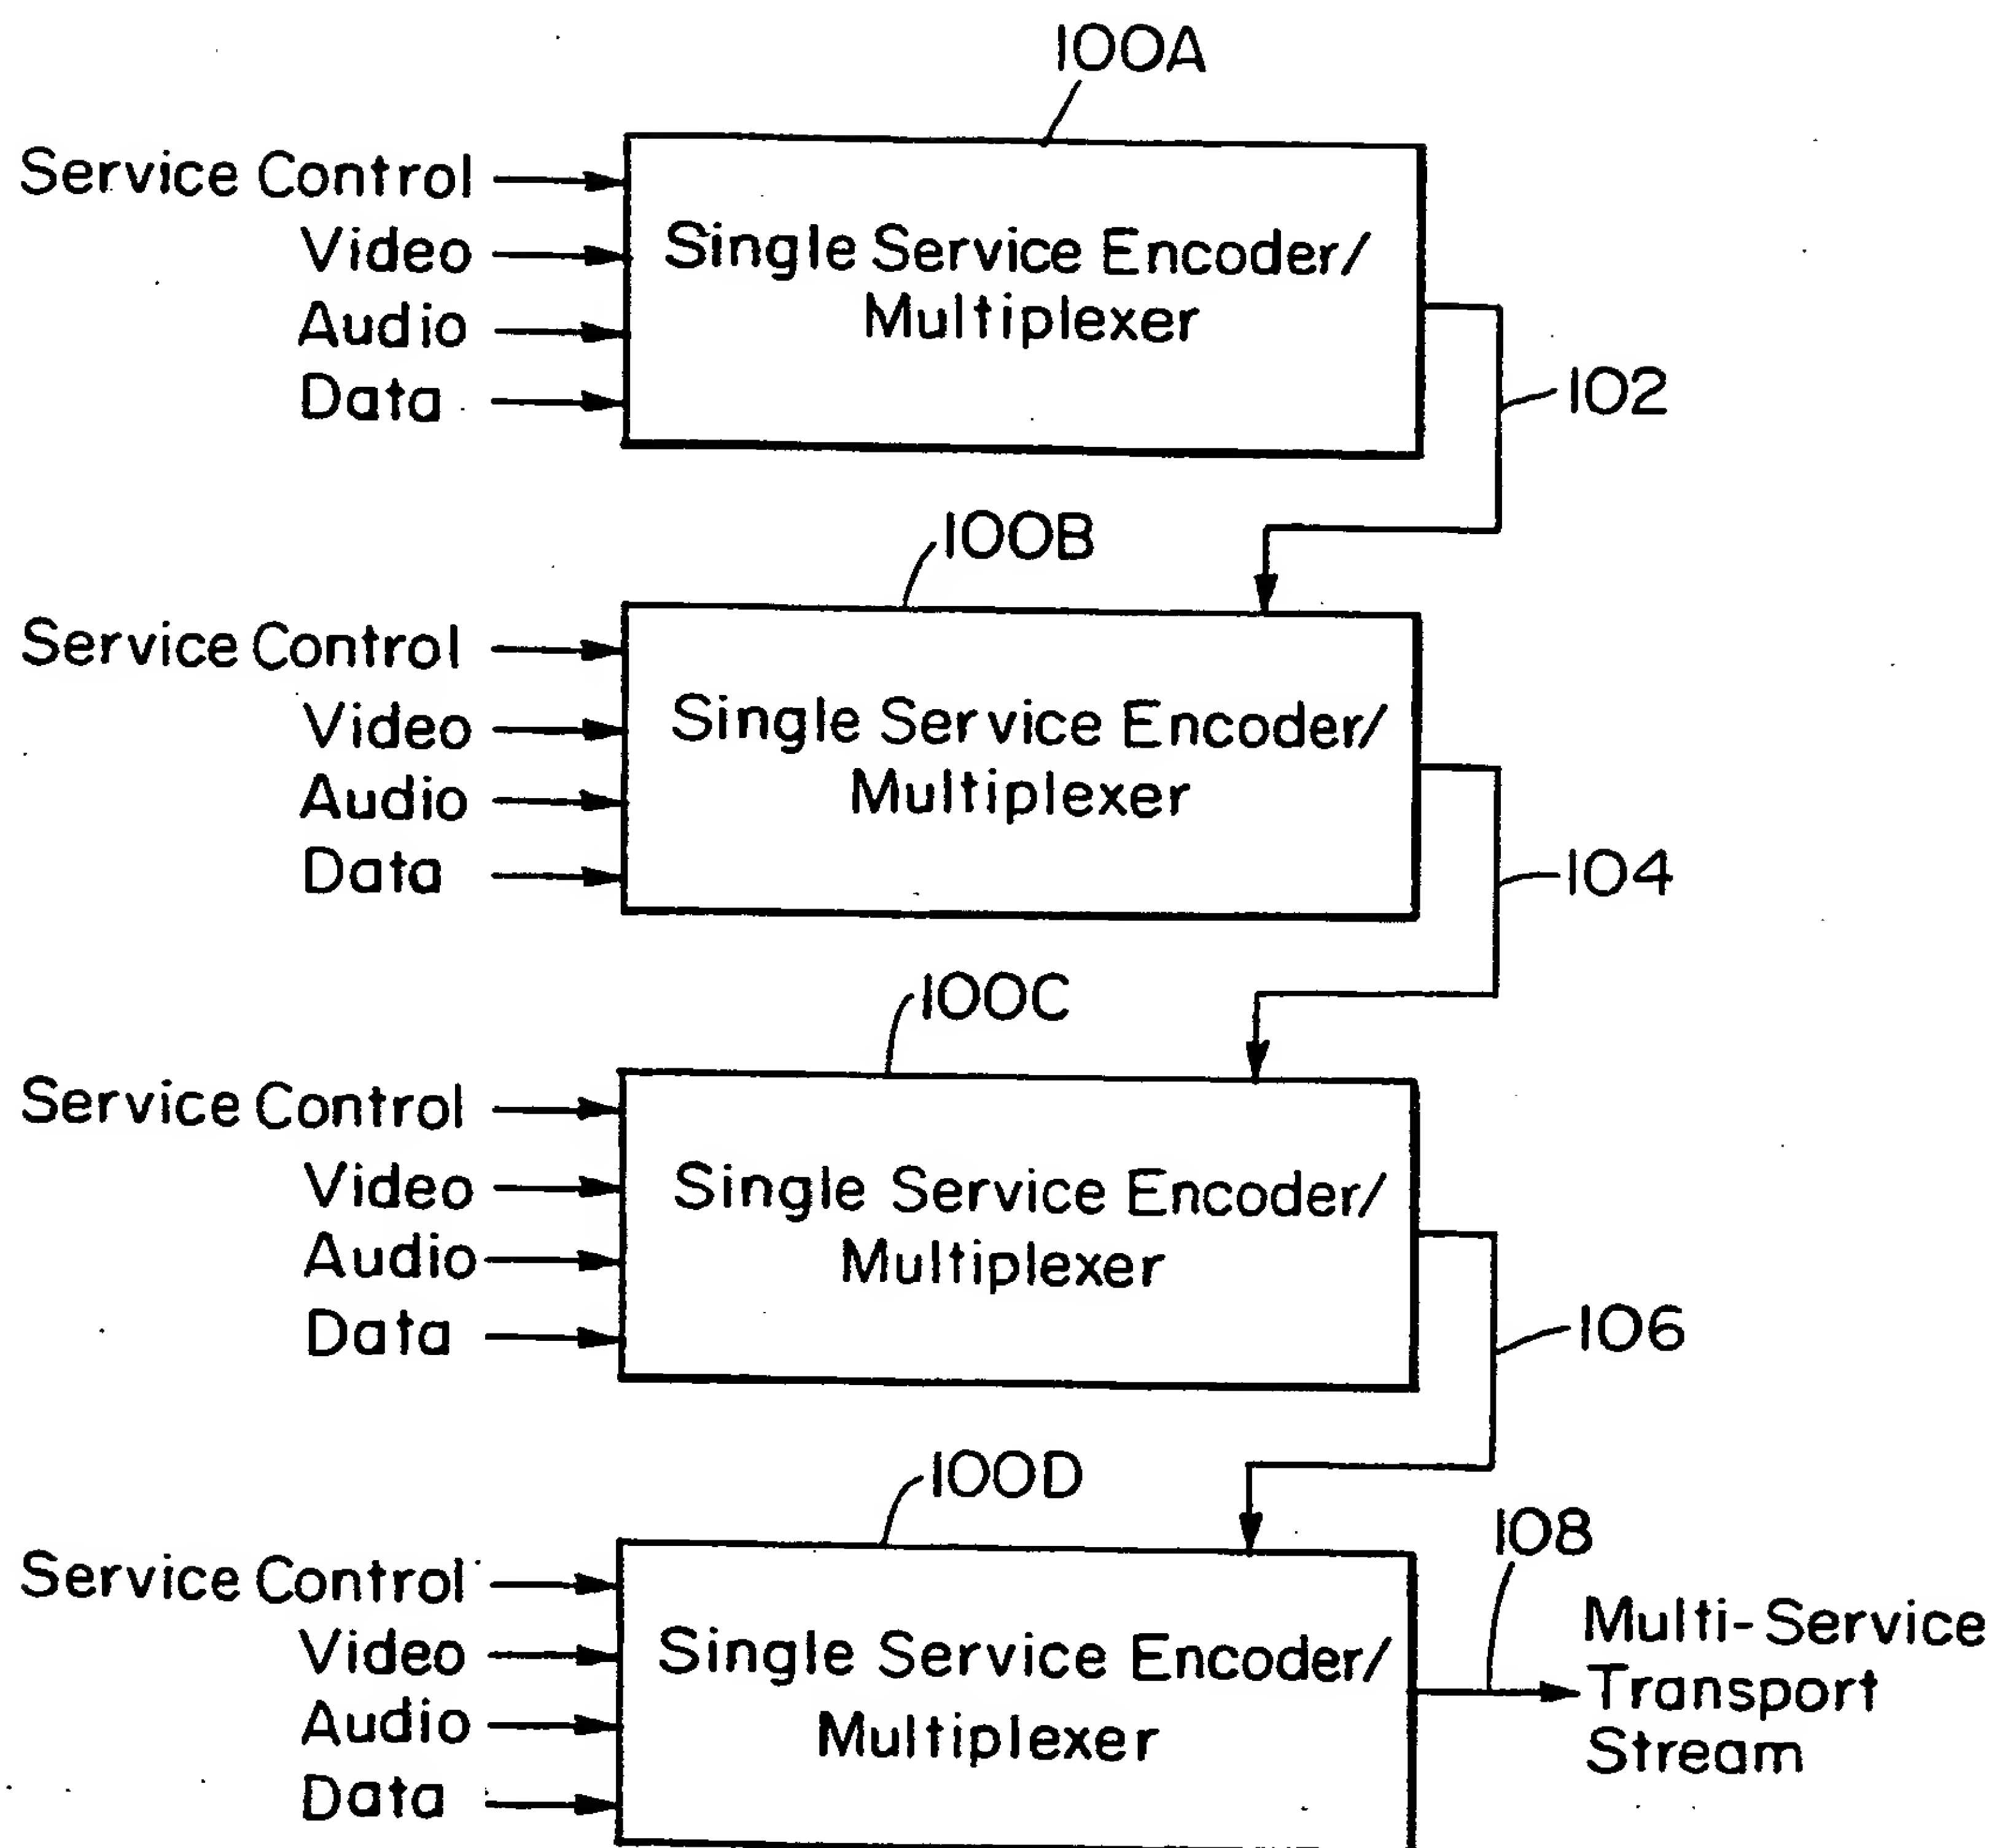 100A
Service Control
Video
Audio
Data
Single Service Encoder/
Multiplexer
102
100B
Service Control
Video
Audio
Data
Single Service Encoder/
Multiplexer
104
100C
Service Control
Video
Audio
Data
Single Service Encoder/
Multiplexer
106
100D
Service Control
Video
Audio
Data
Single Service Encoder/
Multiplexer
108
Multi-Service
Transport
Stream